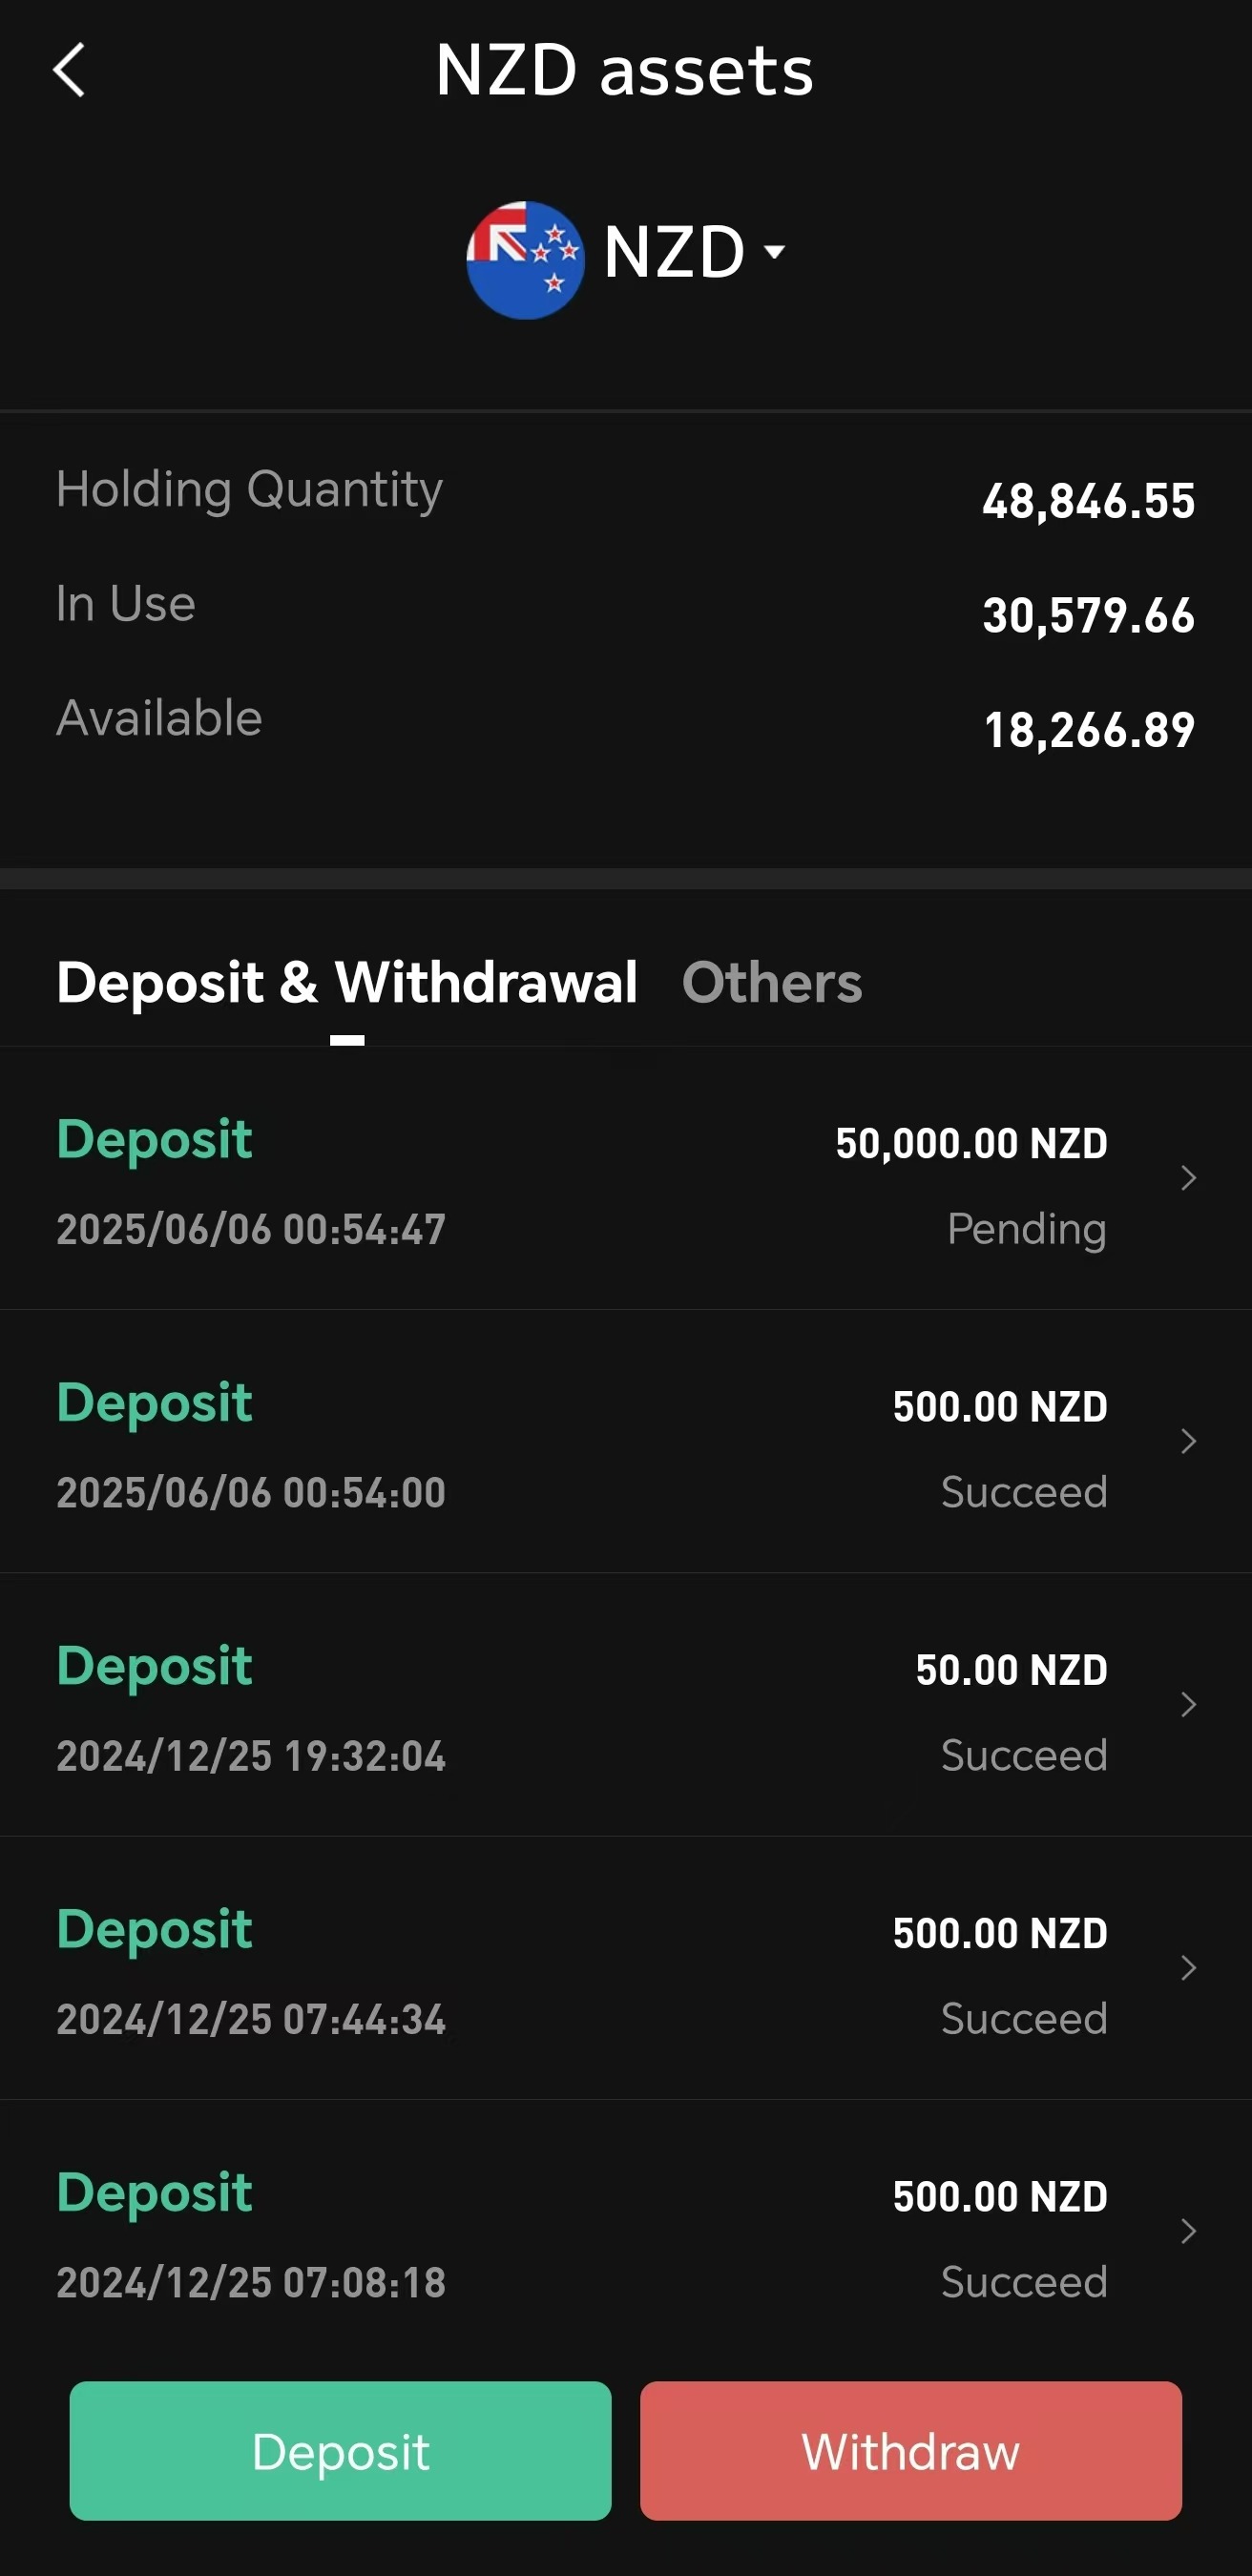 NZD assets
NZD
Holding Quantity 48,846.55
In Use 30,579.66
Available 18,266.89
Deposit & Withdrawal Others
Deposit 50,000.00 NZD
2025/06/06 00:54:47 Pending
Deposit 500.00 NZD
2025/06/06 00:54:00 Succeed
Deposit 50.00 NZD
2024/12/25 19:32:04 Succeed
Deposit 500.00 NZD
2024/12/25 07:44:34 Succeed
Deposit 500.00 NZD
2024/12/25 07:08:18 Succeed
Deposit Withdraw